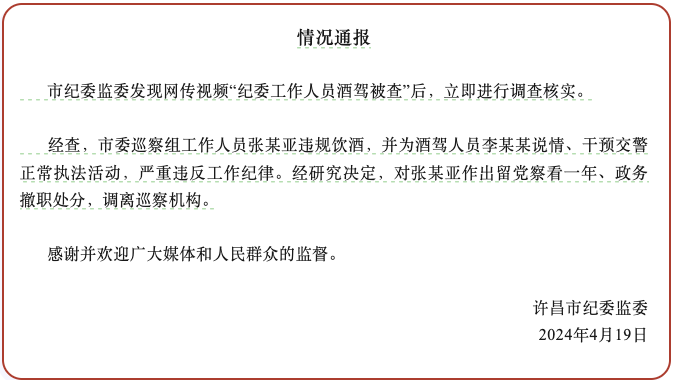 情况通报
市纪委监委发现网传视频“纪委工作人员酒驾被查”后，立即进行调查核实。
经查，市委巡察组工作人员张某亚违规饮酒，并为酒驾人员李某某说情、干预交警
正常执法活动，严重违反工作纪律。经研究决定，对张某亚作出留党察看一年、政务
撤职处分，调离巡察机构。
感谢并欢迎广大媒体和人民群众的监督。
许昌市纪委监委
2024年4月19日